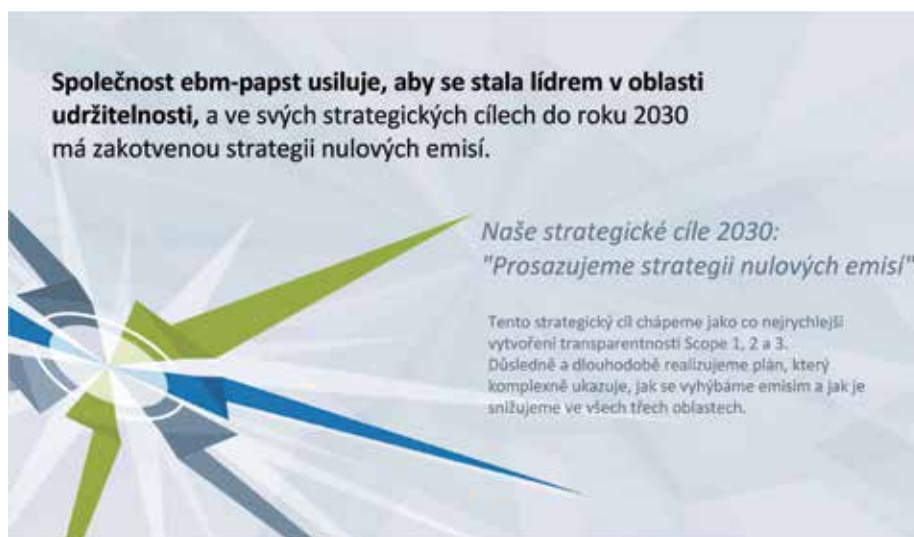 Společnost ebm-papst usiluje, aby se stala lídrem v oblasti
udržitelnosti, a ve svých strategických cílech do roku 2030
má zakotvenou strategii nulových emisí.
Naše strategické cíle 2030:
"Prosazujeme strategii nulových emisí"
Tento strategický cíl chápeme jako co nejrychlejší
vytvoření transparentnosti Scope 1, 2 a 3.
Důsledně a dlouhodobě realizujeme plán, který
komplexně ukazuje, jak se vyhýbáme emisím a jak je
snižujeme ve všech třech oblastech.